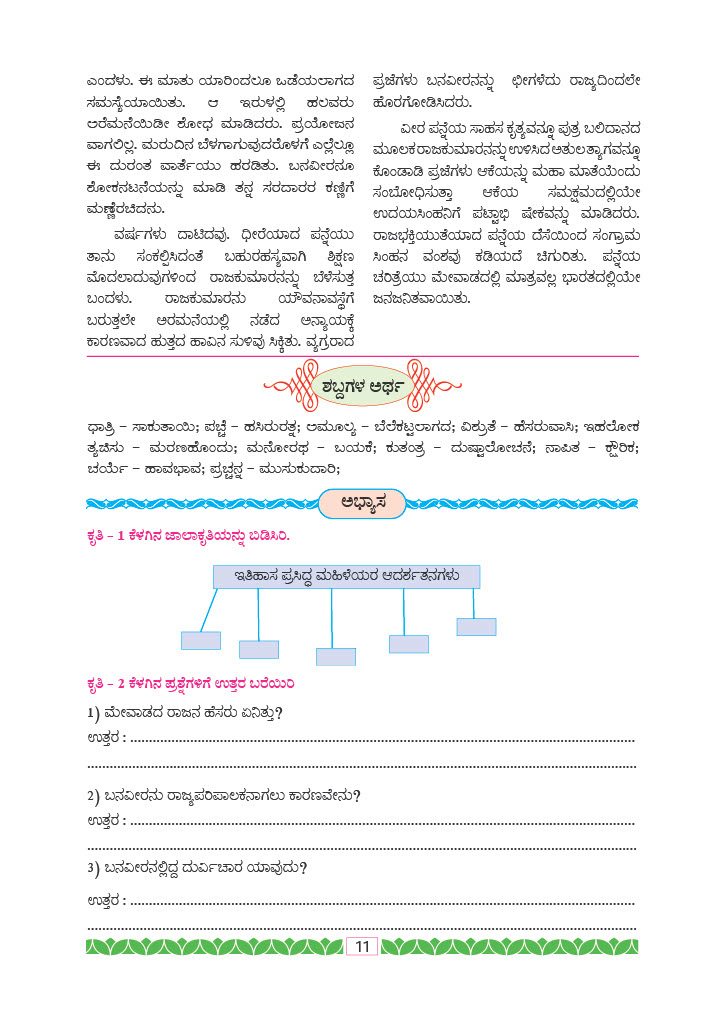 ಎಂದಳು. ಈ ಮಾತು ಯಾರಿಂದಲೂ ಒಡೆಯಲಾಗದ
ಸಮಸ್ಯೆಯಾಯಿತು. ಆ ಇರುಳಲ್ಲಿ ಹಲವರು
ಅರೆಮನೆಯಿಡೀ ಶೋಧ ಮಾಡಿದರು. ಪ್ರಯೋಜನ
ವಾಗಲಿಲ್ಲ. ಮರುದಿನ ಬೆಳಗಾಗುವುದರೊಳಗೆ ಎಲ್ಲೆಲ್ಲೂ
ಈ ದುರಂತ ವಾರ್ತೆಯು ಹರಡಿತು. ಬನವೀರನೂ
ಶೋಕನಟನೆಯನ್ನು ಮಾಡಿ ತನ್ನ ಸರದಾರರ ಕಣ್ಣಿಗೆ
ಮಣ್ಣೆರಚಿದನು.
ವರ್ಷಗಳು ದಾಟಿದವು. ಧೀರೆಯಾದ ಪನ್ನೆಯು
ತಾನು ಸಂಕಲ್ಪಿಸಿದಂತೆ ಬಹುರಹಸ್ಯವಾಗಿ ಶಿಕ್ಷಣ
ಮೊದಲಾದುವುಗಳಿಂದ ರಾಜಕುಮಾರನನ್ನು ಬೆಳೆಸುತ್ತ
ಬಂದಳು. ರಾಜಕುಮಾರನು ಯೌವನಾವಸ್ಥೆಗೆ
ಬರುತ್ತಲೇ ಅರಮನೆಯಲ್ಲಿ ನಡೆದ ಅನ್ಯಾಯಕ್ಕೆ
ಕಾರಣವಾದ ಹುತ್ತದ ಹಾವಿನ ಸುಳಿವು ಸಿಕ್ಕಿತು. ವ್ಯಗ್ರರಾದ
ಪ್ರಜೆಗಳು ಬನವೀರನನ್ನು ಛೀಗಳೆದು ರಾಜ್ಯದಿಂದಲೇ
ಹೊರಗೋಡಿಸಿದರು.
ವೀರ ಪನ್ನೆಯ ಸಾಹಸ ಕೃತ್ಯವನ್ನೂ ಪುತ್ರ ಬಲಿದಾನದ
ಮೂಲಕ ರಾಜಕುಮಾರನನ್ನು ಉಳಿಸಿದ ಅತುಲ ತ್ಯಾಗವನ್ನೂ
ಕೊಂಡಾಡಿ ಪ್ರಜೆಗಳು ಆಕೆಯನ್ನು ಮಹಾ ಮಾತೆಯೆಂದು
ಸಂಬೋಧಿಸುತ್ತಾ ಆಕೆಯ ಸಮಕ್ಷಮದಲ್ಲಿಯೇ
ಉದಯಸಿಂಹನಿಗೆ ಪಟ್ಟಾಭಿ ಷೇಕವನ್ನು ಮಾಡಿದರು.
ರಾಜಭಕ್ತಿಯುತೆಯಾದ ಪನ್ನೆಯ ದೆಸೆಯಿಂದ ಸಂಗ್ರಾಮ
ಸಿಂಹನ ವಂಶವು ಕಡಿಯದೆ ಚಿಗುರಿತು. ಪನ್ನೆಯ
ಚರಿತ್ರೆಯು ಮೇವಾಡದಲ್ಲಿ ಮಾತ್ರವಲ್ಲ ಭಾರತದಲ್ಲಿಯೇ
ಜನಜನಿತವಾಯಿತು.
ಶಬ್ದಗಳ ಅರ್ಥ
ಧಾತ್ರಿ – ಸಾಕುತಾಯಿ; ಪಚ್ಚೆ – ಹಸಿರುರತ್ನ; ಅಮೂಲ್ಯ – ಬೆಲೆಕಟ್ಟಲಾಗದ; ವಿಶ್ರುತೆ – ಹೆಸರುವಾಸಿ; ಇಹಲೋಕ
ತ್ಯಜಿಸು – ಮರಣಹೊಂದು; ಮನೋರಥ – ಬಯಕೆ; ಕುತಂತ್ರ – ದುಷ್ಟಾಲೋಚನೆ; ನಾಪಿತ – ಕ್ಷೌರಿಕ;
ಚರ್ಯೆ – ಹಾವಭಾವ; ಪ್ರಚ್ಛನ್ನ – ಮುಸುಕುದಾರಿ;
ಅಭ್ಯಾಸ
ಕೃತಿ – 1 ಕೆಳಗಿನ ಜಾಲಾಕೃತಿಯನ್ನು ಬಿಡಿಸಿರಿ.
ಇತಿಹಾಸ ಪ್ರಸಿದ್ಧ ಮಹಿಳೆಯರ ಆದರ್ಶತನಗಳು
ಕೃತಿ – 2 ಕೆಳಗಿನ ಪ್ರಶ್ನೆಗಳಿಗೆ ಉತ್ತರ ಬರೆಯಿರಿ
1) ಮೇವಾಡದ ರಾಜನ ಹೆಸರು ಏನಿತ್ತು?
ಉತ್ತರ : ........................................................................
........................................................................
2) ಬನವೀರನು ರಾಜ್ಯಪರಿಪಾಲಕನಾಗಲು ಕಾರಣವೇನು?
ಉತ್ತರ : ........................................................................
........................................................................
3) ಬನವೀರನಲ್ಲಿದ್ದ ದುರ್ವಿಚಾರ ಯಾವುದು?
ಉತ್ತರ : ........................................................................
........................................................................
11